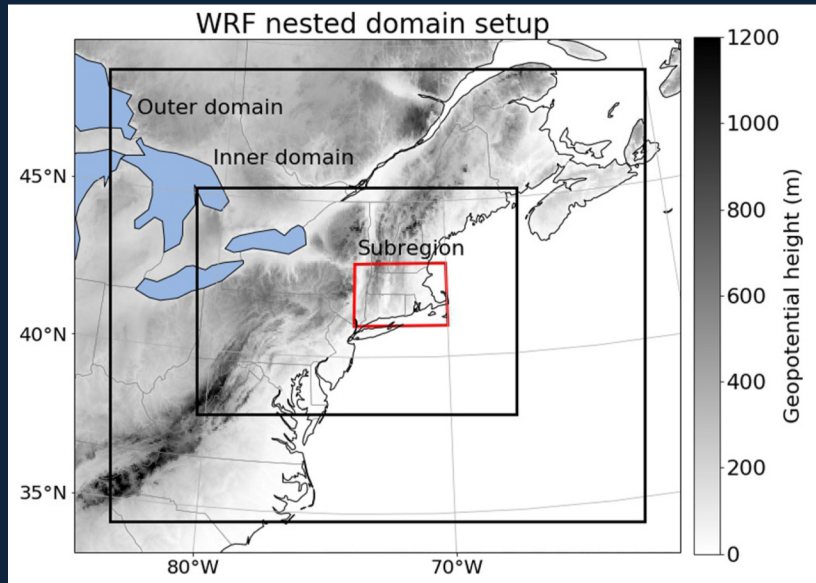 WRF nested domain setup
Outer domain
Inner domain
Subregion
45°N
40°N
35°N
80°W
70°W
1200
1000
800
600
400
200
0
Geopotential height (m)